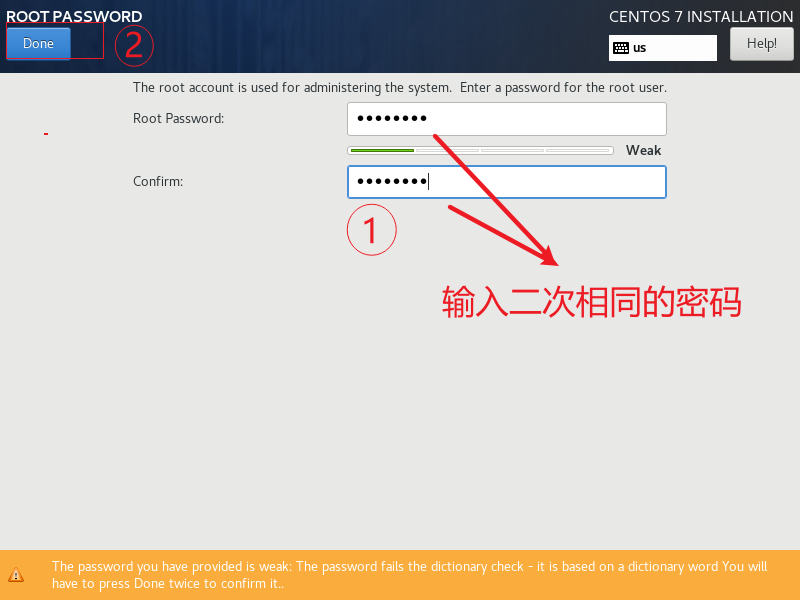 ROOT PASSWORD
CENTOS 7 INSTALLATION
Done
2
us
Help!
The root account is used for administering the system. Enter a password for the root user.
Root Password:
••••••••
Weak
Confirm:
••••••••
1
输入二次相同的密码
The password you have provided is weak: The password fails the dictionary check - it is based on a dictionary word You will
have to press Done twice to confirm it..